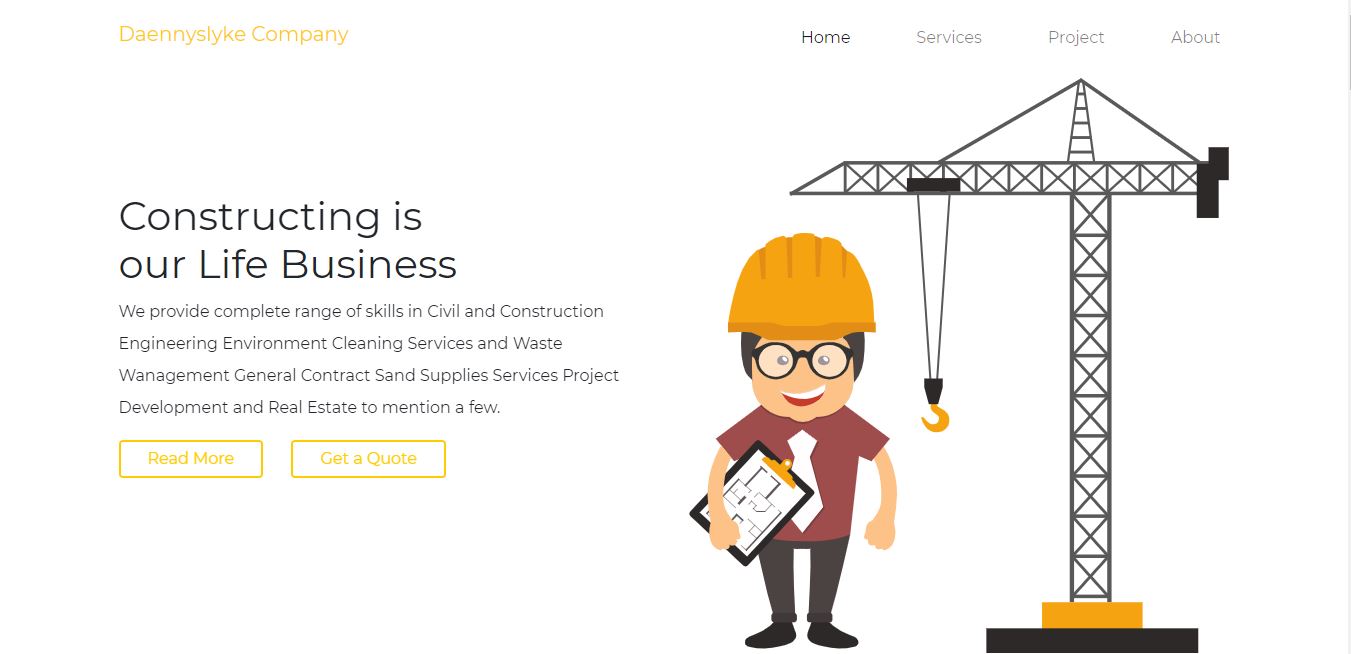 Daennyslyke Company
Home Services Project About
Constructing is
our Life Business
We provide complete range of skills in Civil and Construction
Engineering Environment Cleaning Services and Waste
Wanagement General Contract Sand Supplies Services Project
Development and Real Estate to mention a few.
Read More Get a Quote